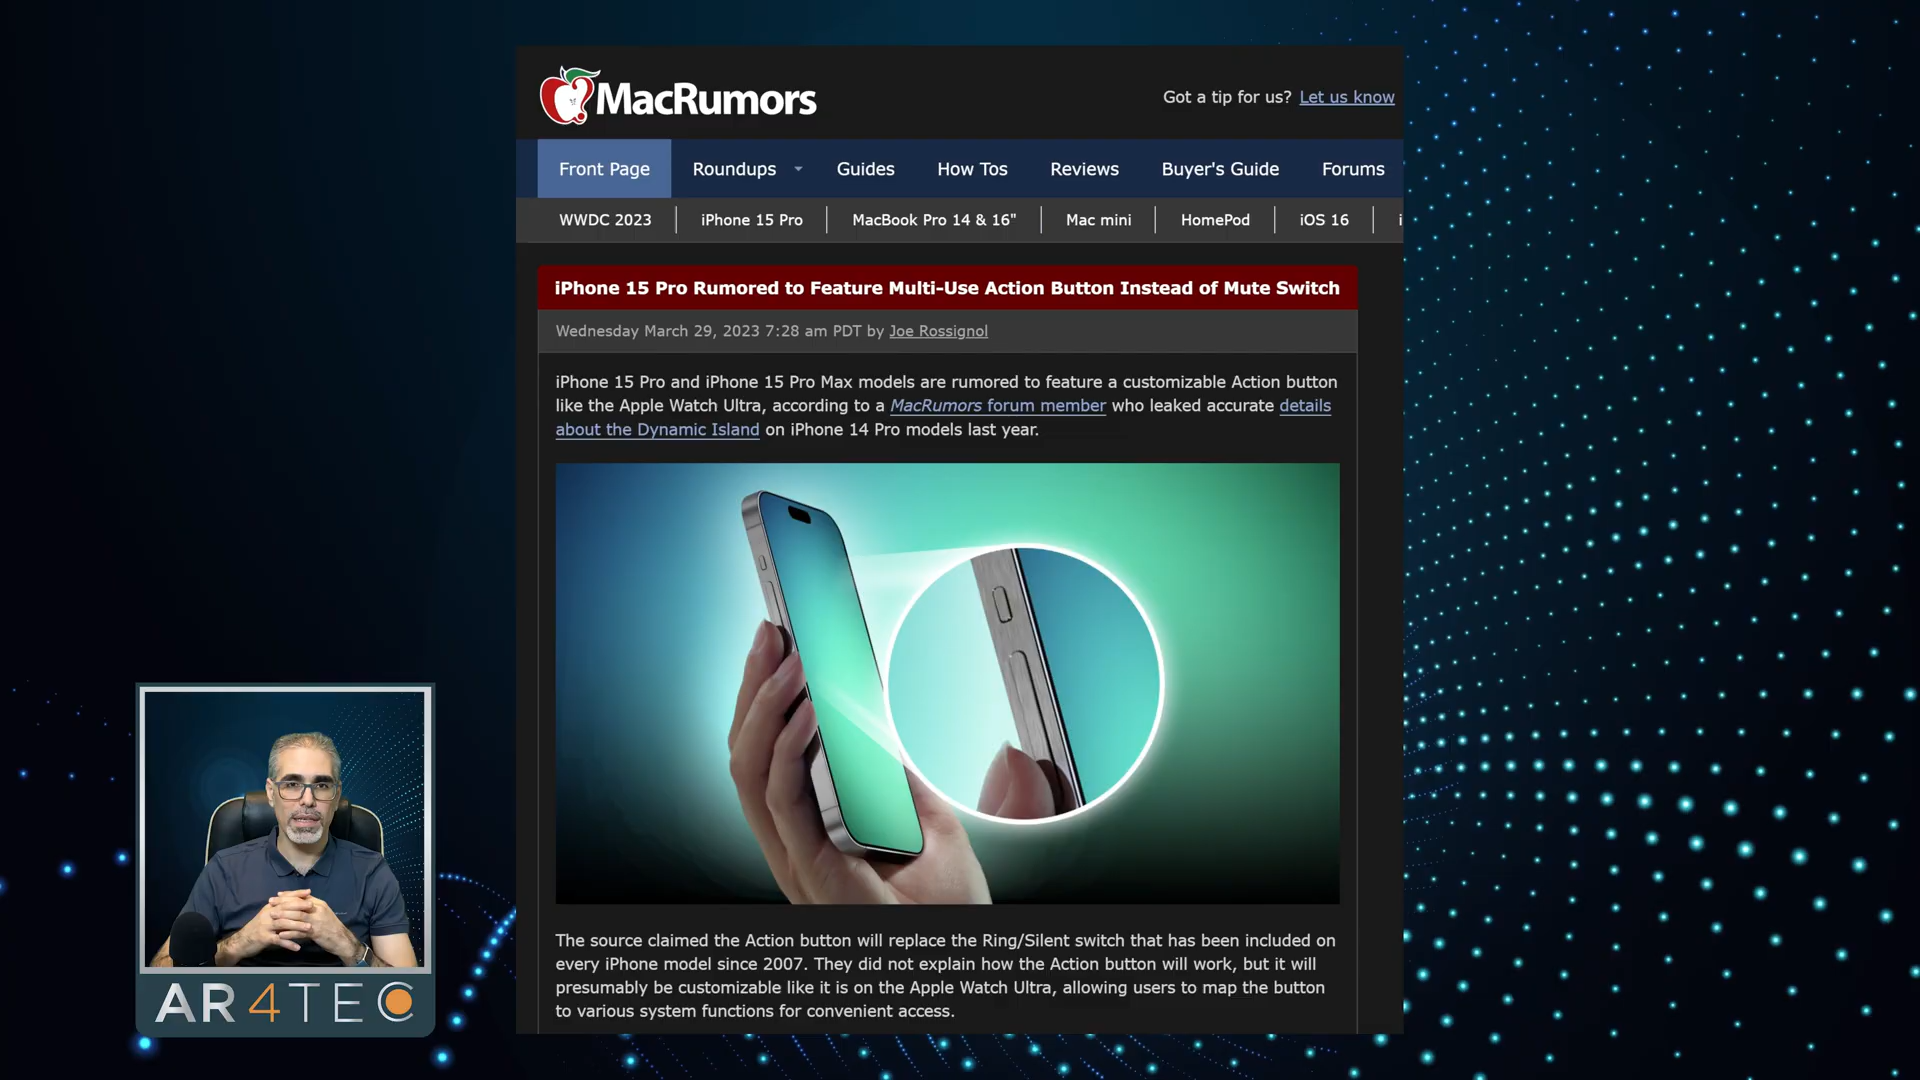 MacRumors
Got a tip for us? Let us know
Front Page Roundups Guides How Tos Reviews Buyer's Guide Forums
WWDC 2023 iPhone 15 Pro MacBook Pro 14 & 16" Mac mini HomePod iOS 16
iPhone 15 Pro Rumored to Feature Multi-Use Action Button Instead of Mute Switch
Wednesday March 29, 2023 7:28 am PDT by Joe Rossignol
iPhone 15 Pro and iPhone 15 Pro Max models are rumored to feature a customizable Action button
like the Apple Watch Ultra, according to a MacRumors forum member who leaked accurate details
about the Dynamic Island on iPhone 14 Pro models last year.
The source claimed the Action button will replace the Ring/Silent switch that has been included on
every iPhone model since 2007. They did not explain how the Action button will work, but it will
presumably be customizable like it is on the Apple Watch Ultra, allowing users to map the button
to various system functions for convenient access.
AR4TEC